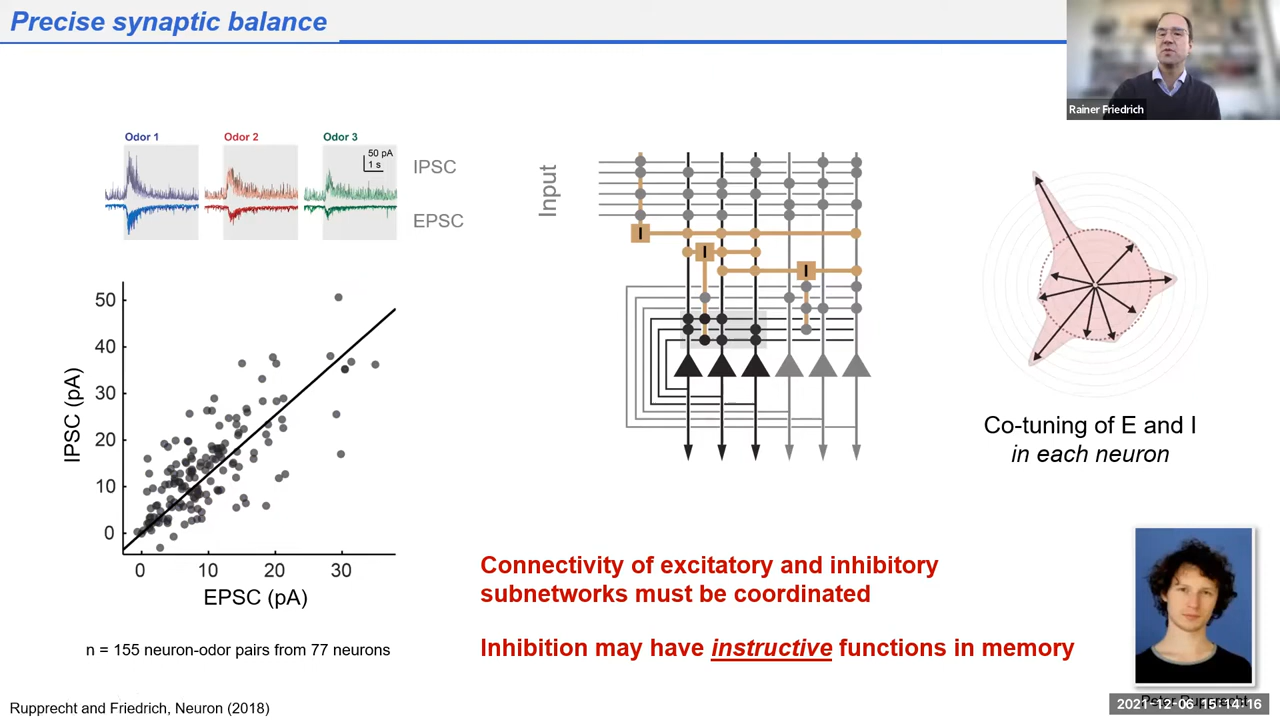 Precise synaptic balance
Rainer Friedrich
Odor 1
Odor 2
Odor 3
50 pA
1 s
IPSC
EPSC
Input
I
I
I
50
40
30
20
10
0
IPSC (pA)
0
10
20
30
EPSC (pA)
n = 155 neuron-odor pairs from 77 neurons
Co-tuning of E and I
in each neuron
Connectivity of excitatory and inhibitory
subnetworks must be coordinated
Inhibition may have instructive functions in memory
Peter Rupprecht
2021-12-06 15:14:16
Rupprecht and Friedrich, Neuron (2018)